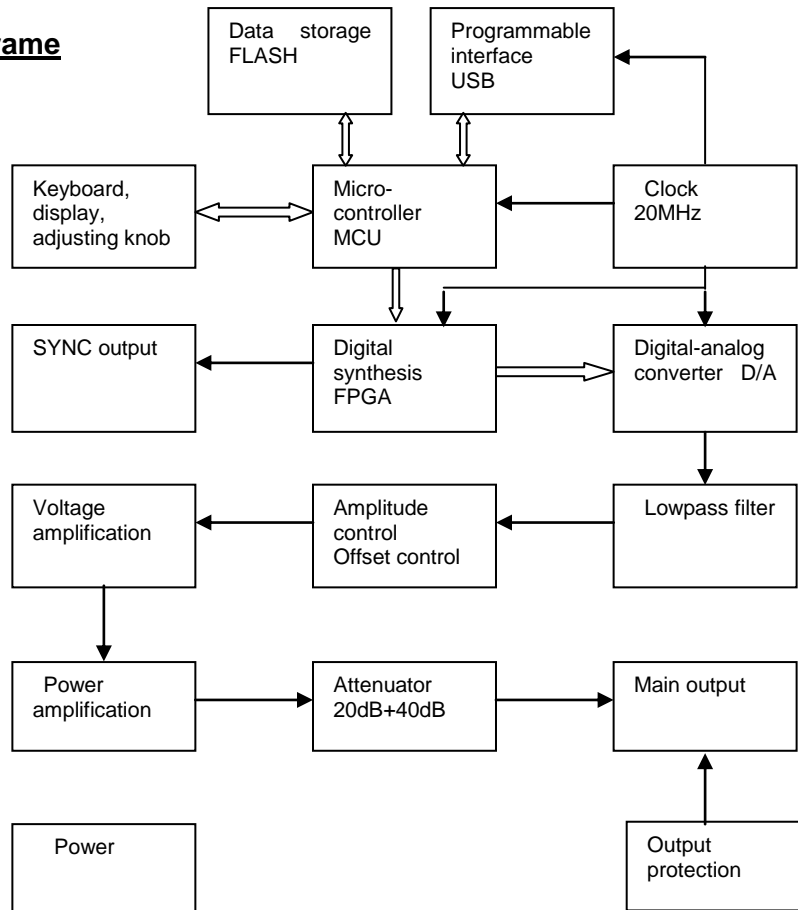 rame
Data storage
FLASH
Programmable
interface
USB
Keyboard,
display,
adjusting knob
Micro-
controller
MCU
Clock
20MHz
SYNC output
Digital
synthesis
FPGA
Digital-analog
converter D/A
Voltage
amplification
Amplitude
control
Offset control
Lowpass filter
Power
amplification
Attenuator
20dB+40dB
Main output
Power
Output
protection